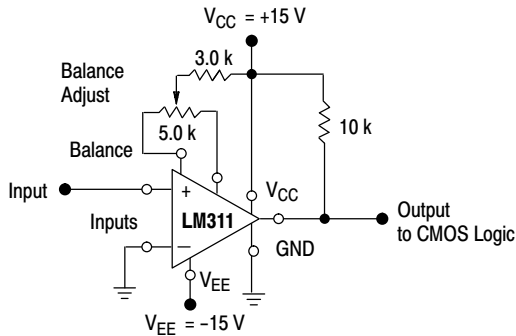 V_CC = +15 V
3.0 k
Balance
Adjust
5.0 k
10 k
Balance
Input
+
V_CC
Inputs
LM311
Output
to CMOS Logic
–
GND
V_EE
V_EE = –15 V